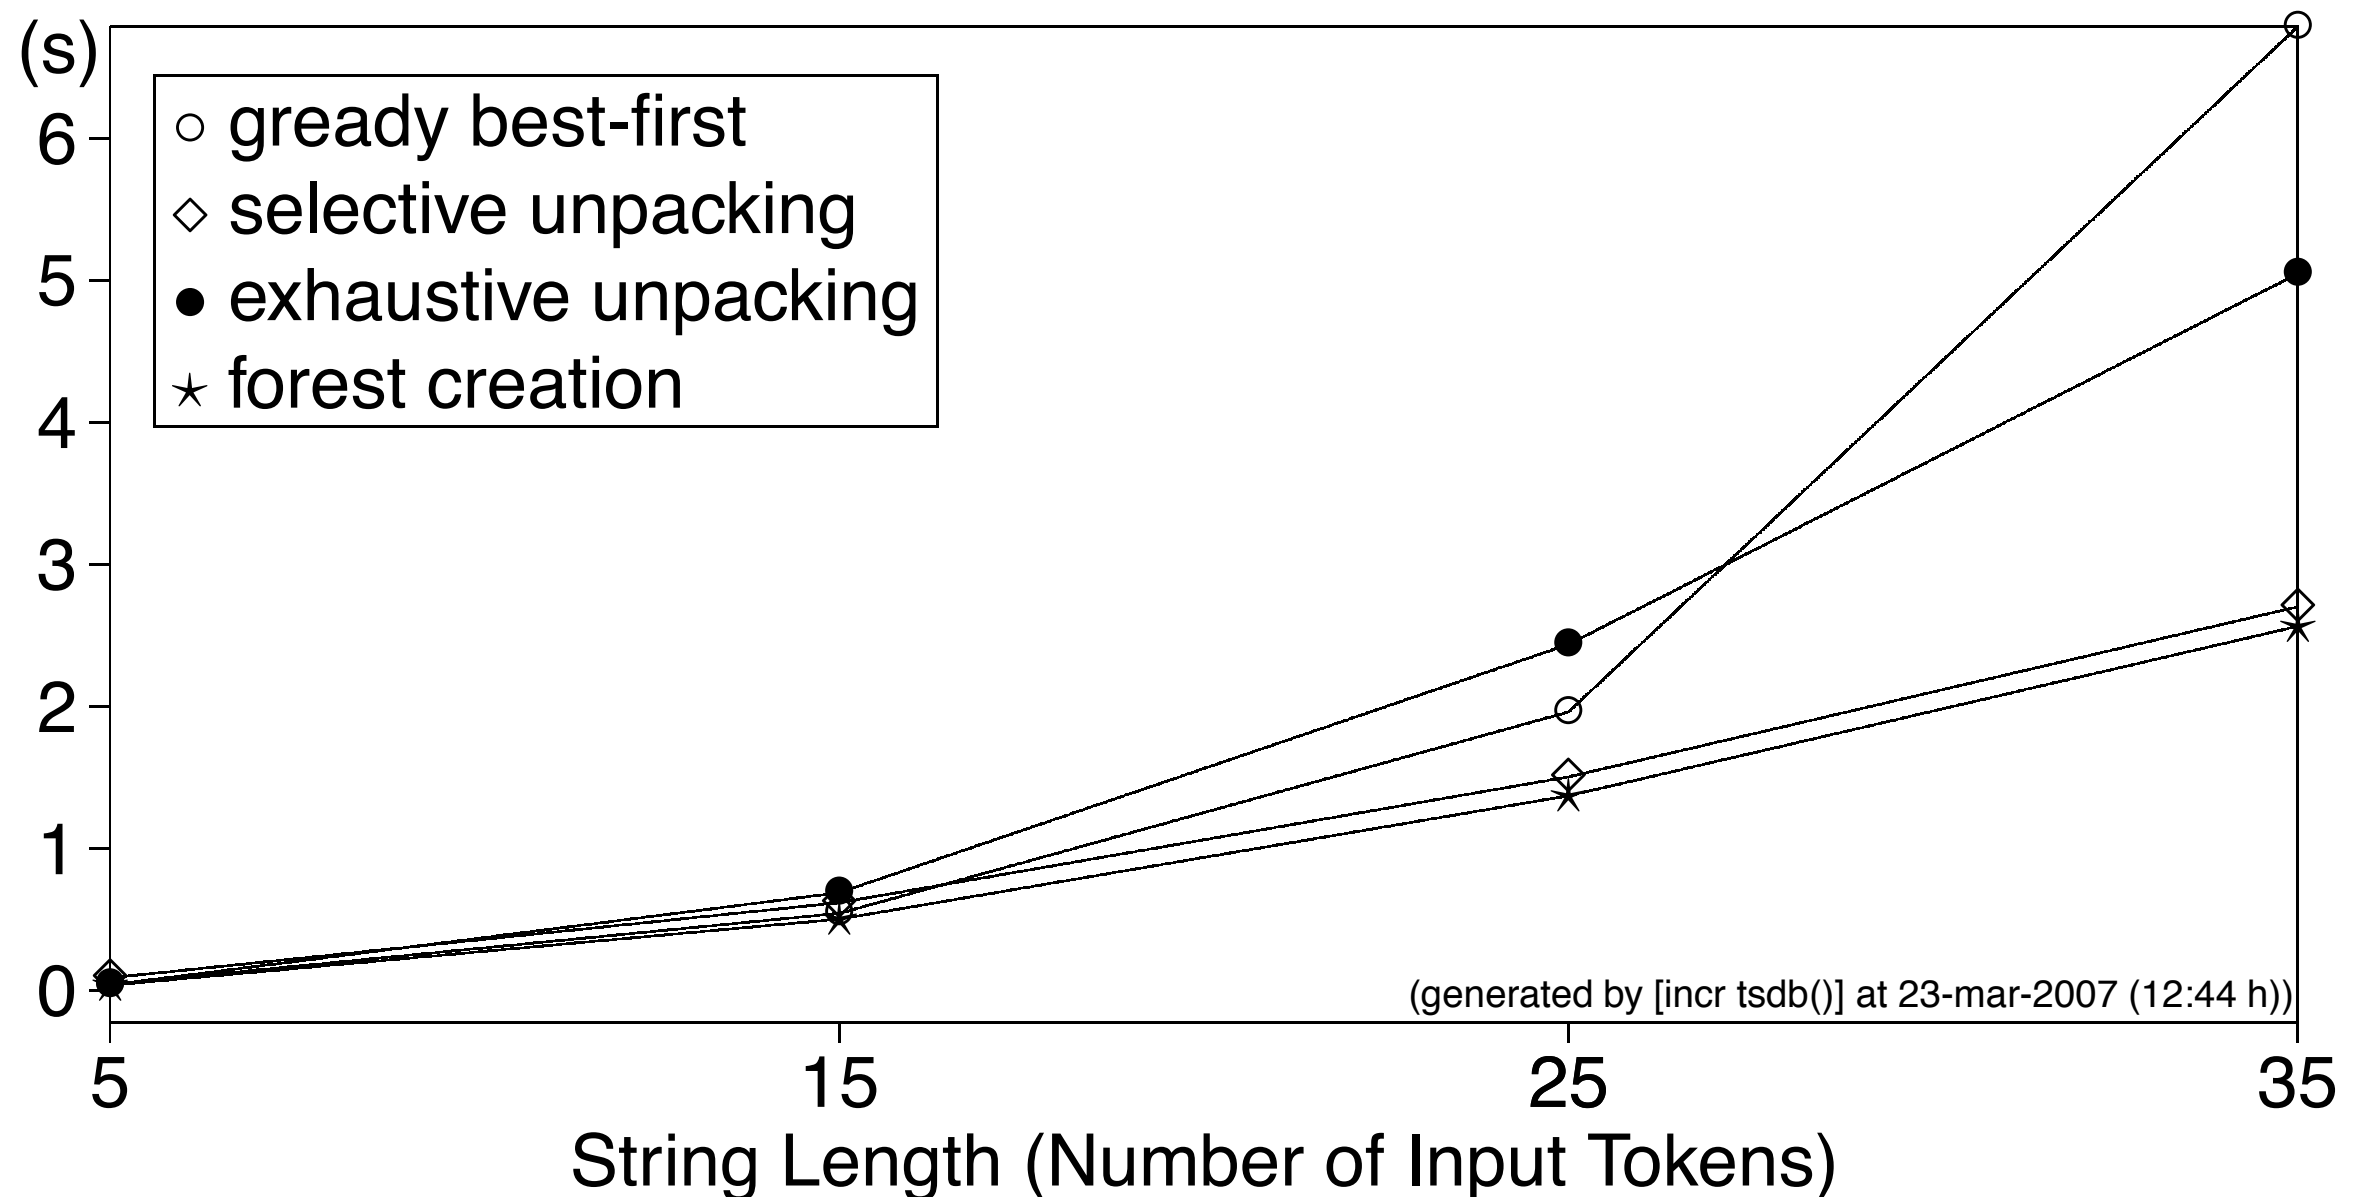 (s)
6
5
4
3
2
1
0
gready best-first
selective unpacking
exhaustive unpacking
forest creation
(generated by [incr tsdb()] at 23-mar-2007 (12:44 h))
5 15 25 35
String Length (Number of Input Tokens)